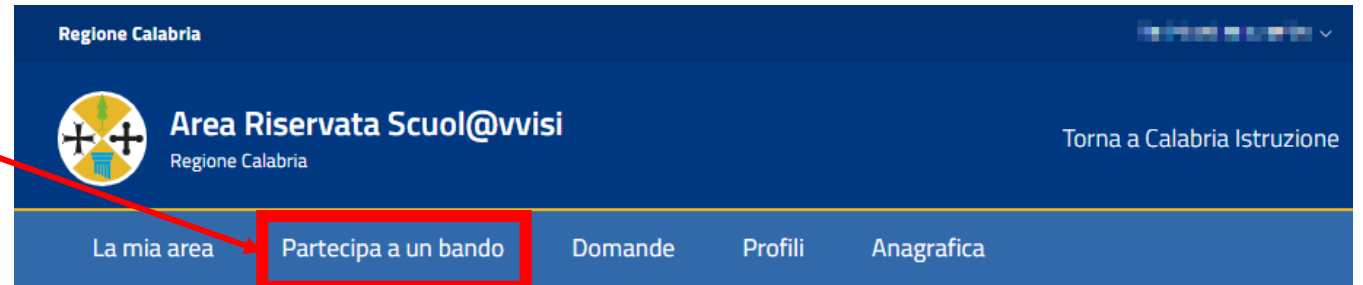 Regione Calabria
Area Riservata Scuol@vvisi
Regione Calabria
Torna a Calabria Istruzione
La mia area
Partecipa a un bando
Domande
Profili
Anagrafica